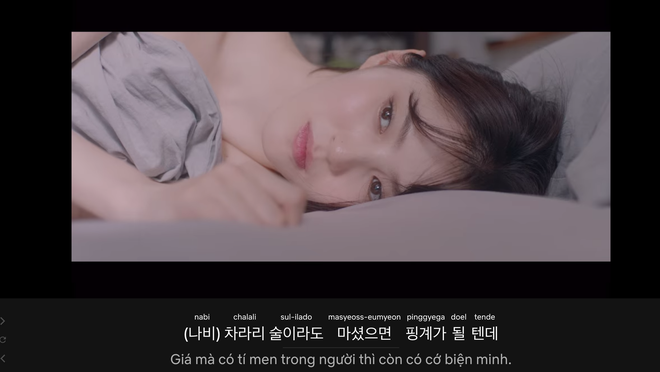 nabi chalali sul-ilado masyeoss-eumyeon pinggyega doel tende
(나비) 차라리 술이라도 마셨으면 핑계가 될 텐데
Giá mà có tí men trong người thì còn có cớ biện minh.